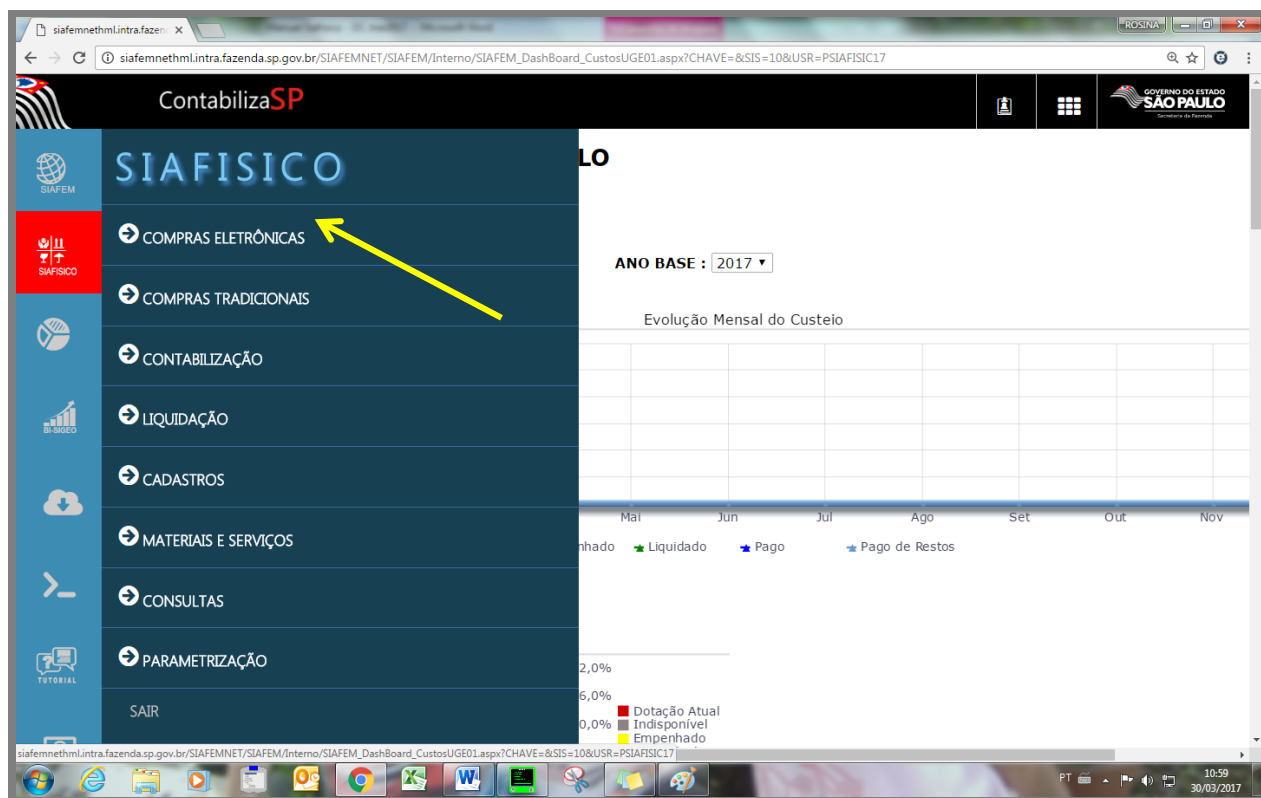 siafemnethml.intra.fazen
ROSINA
siafemnethml.intra.fazenda.sp.gov.br/SIAFEMNET/SIAFEM/Interno/SIAFEM_DashBoard_CustosUGE01.aspx?CHAVE=&SIS=10&USR=PSIAFISIC17
ContabilizaSP
GOVERNO DO ESTADO
SÃO PAULO
Secretaria da Fazenda
SIAFEM
SIAFISICO
LO
COMPRAS ELETRÔNICAS
SIAFISICO
ANO BASE : 2017
COMPRAS TRADICIONAIS
Evolução Mensal do Custeio
CONTABILIZAÇÃO
LIQUIDAÇÃO
BI-SIGEO
CADASTROS
Mai Jun Jul Ago Set Out Nov
MATERIAIS E SERVIÇOS
nhado Liquidado Pago Pago de Restos
CONSULTAS
PARAMETRIZAÇÃO
TUTORIAL
2,0%
6,0%
SAIR
Dotação Atual
0,0% Indisponível
Empenhado
siafemnethml.intra.fazenda.sp.gov.br/SIAFEMNET/SIAFEM/Interno/SIAFEM_DashBoard_CustosUGE01.aspx?CHAVE=&SIS=10&USR=PSIAFISIC17
PT
10:59
30/03/2017